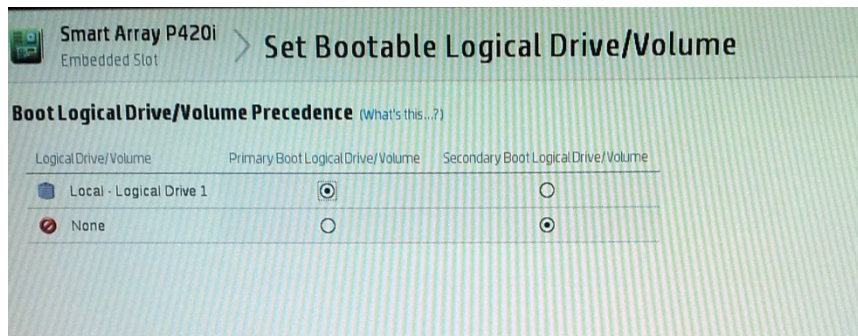 Smart Array P420i
Embedded Slot
Set Bootable Logical Drive/Volume
Boot Logical Drive/Volume Precedence (What's this...?)
Logical Drive/Volume Primary Boot Logical Drive/Volume Secondary Boot Logical Drive/Volume
Local - Logical Drive 1
None